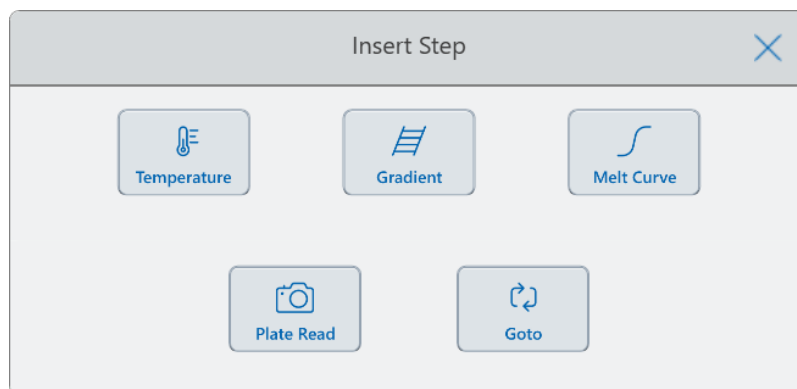 Insert Step
Temperature
Gradient
Melt Curve
Plate Read
Goto